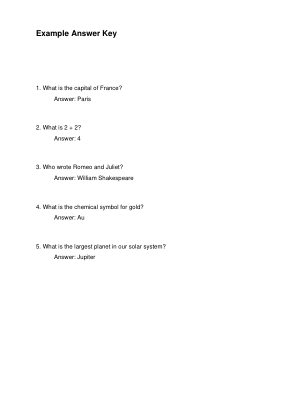 Example Answer Key
1. What is the capital of France?
Answer: Paris
2. What is 2 + 2?
Answer: 4
3. Who wrote Romeo and Juliet?
Answer: William Shakespeare
4. What is the chemical symbol for gold?
Answer: Au
5. What is the largest planet in our solar system?
Answer: Jupiter